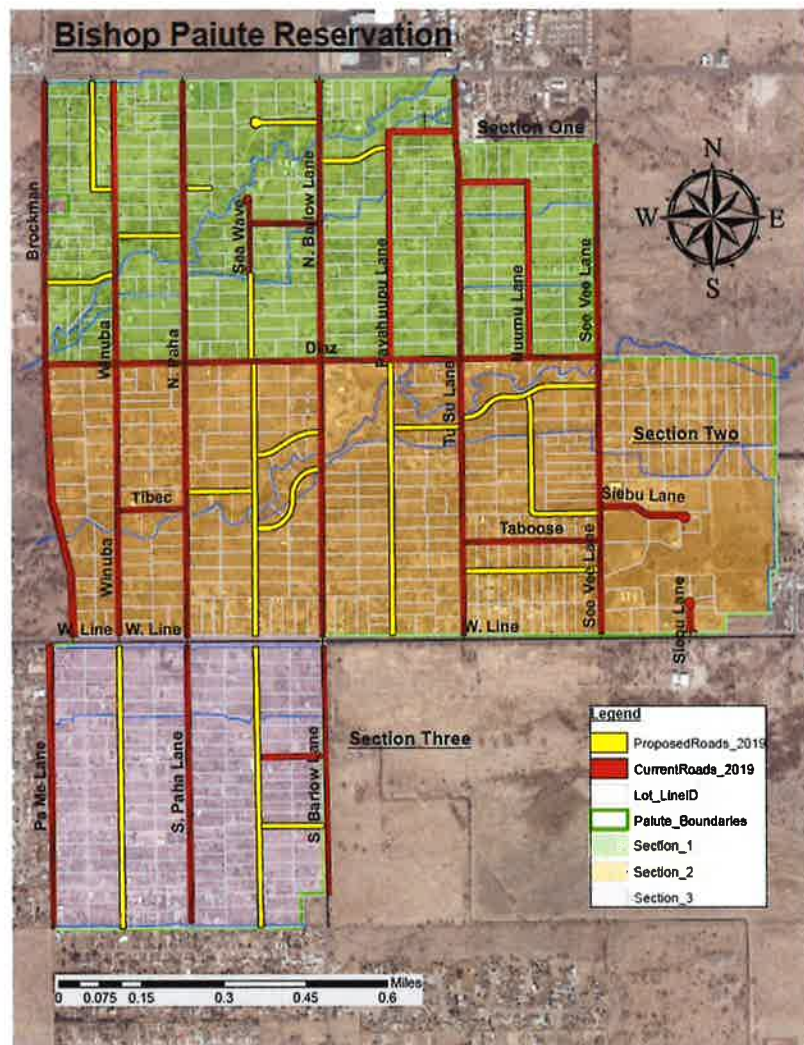 Bishop Paiute Reservation
Section One
N
W E
S
Brockman
Winuba
N. Paha
Sea Wave
N. Barlow Lane
Pavahuupu Lane
Nuumu Lane
See Vee Lane
Diaz
Tu Su Lane
Section Two
Tibec
Siebu Lane
Taboose
Winuba
See Vee Lane
W. Line W. Line
W. Line
Sioqu Lane
Pa Me Lane
S. Paha Lane
S. Barlow Lane
Section Three
Legend
ProposedRoads_2019
CurrentRoads_2019
Lot_LineID
Paiute_Boundaries
Section_1
Section_2
Section_3
Miles
0 0.075 0.15 0.3 0.45 0.6